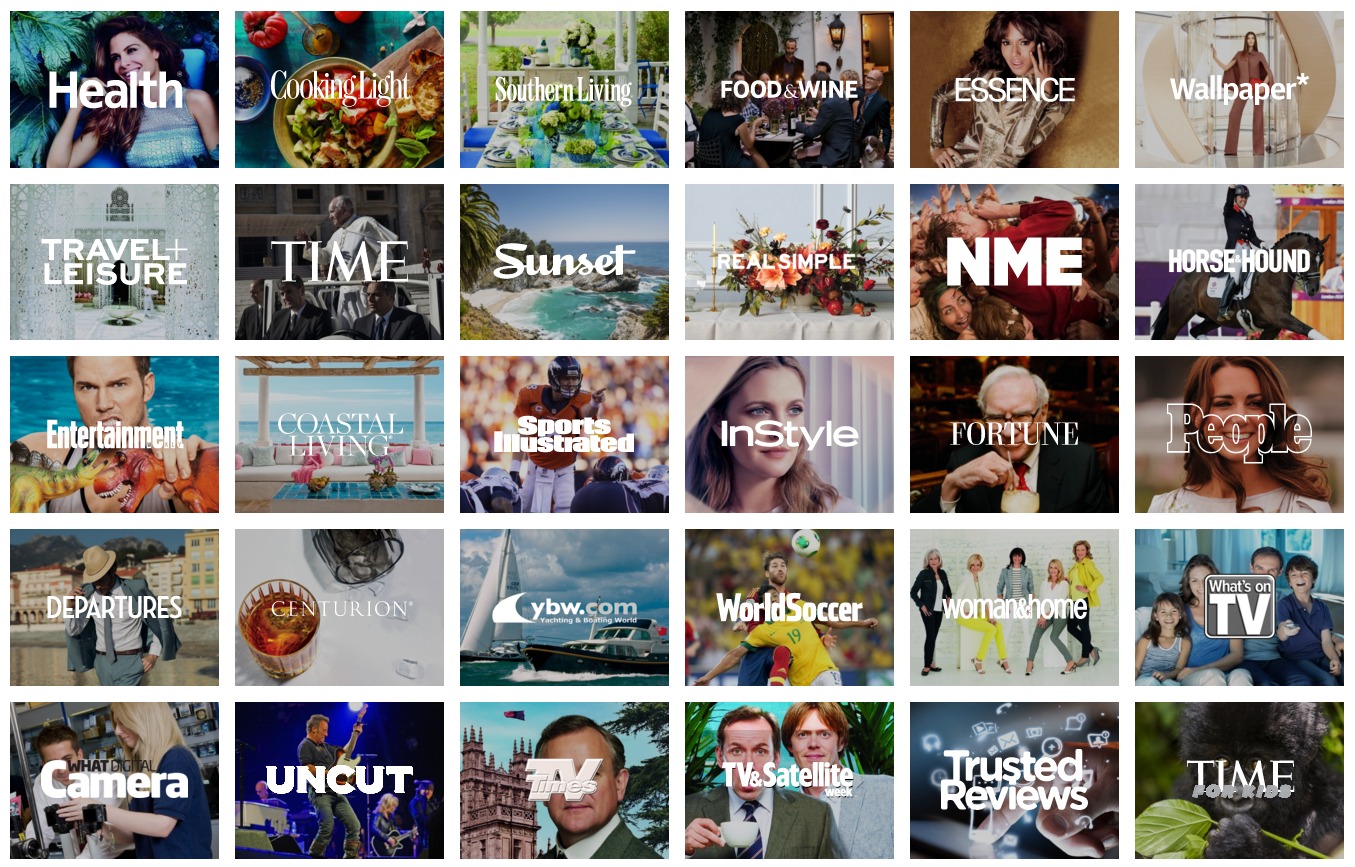 Health
Cooking Light
Southern Living
FOOD&WINE
ESSENCE
Wallpaper*
TRAVEL+
LEISURE
TIME
Sunset
REAL SIMPLE
NME
HORSE&HOUND
Entertainment
COASTAL
LIVING®
Sports
Illustrated
InStyle
FORTUNE
People
DEPARTURES
CENTURION®
ybw.com
Yachting & Boating World
19
WorldSoccer
woman&home
What's on
TV
WHAT DIGITAL
Camera
UNCUT
TV
Times
TV&Satellite
week
Trusted
Reviews
TIME
FOR KIDS